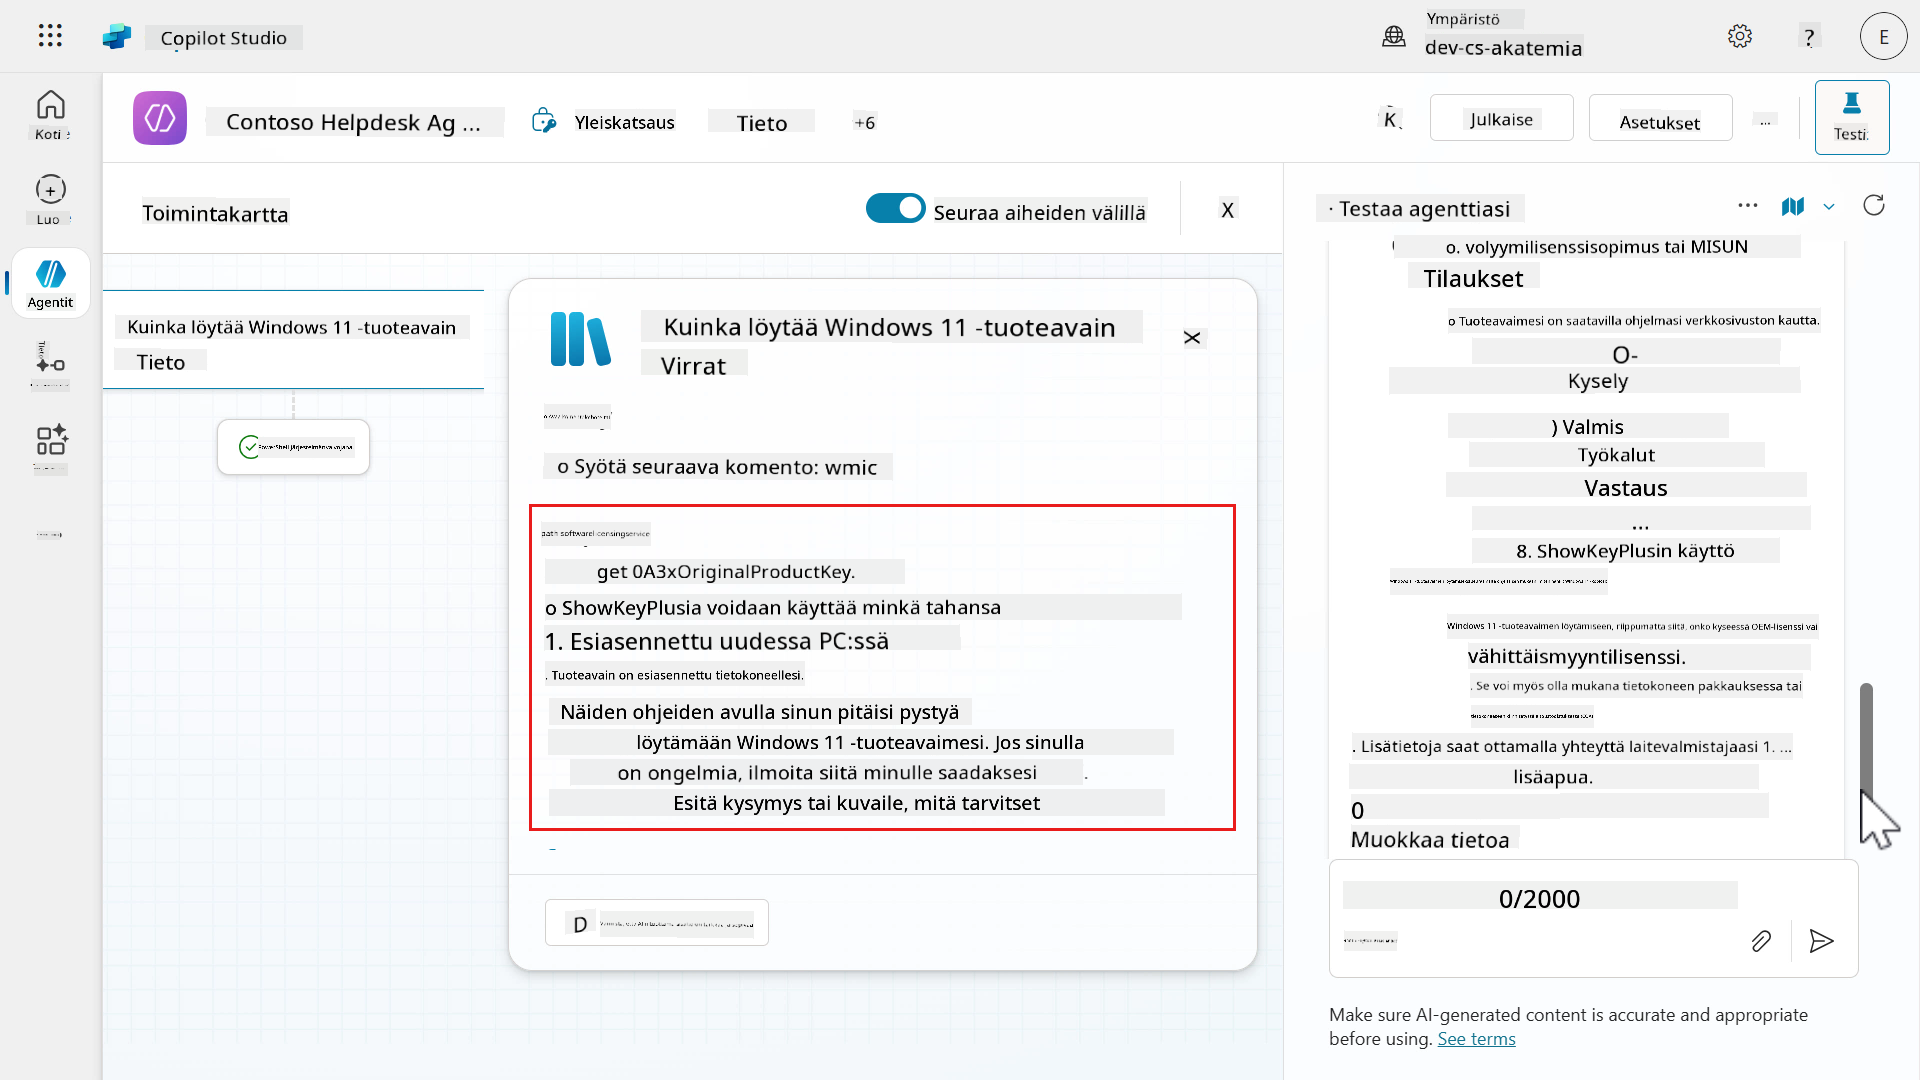 Copilot Studio
Ympäristö
dev-cs-akatemia
?
E
Koti
Luo
Agentit
Contoso Helpdesk Ag ...
Yleiskatsaus
Tieto
+6
K
Julkaise
Asetukset
...
Testi
Toimintakartta
Seuraa aiheiden välillä
X
Kuinka löytää Windows 11 -tuoteavain
Tieto
Kuinka löytää Windows 11 -tuoteavain
Virrat
o Syötä seuraava komento: wmic
path softwarelicensingservice
get 0A3xOriginalProductKey.
o ShowKeyPlusia voidaan käyttää minkä tahansa
1. Esiasennettu uudessa PC:ssä
. Tuoteavain on esiasennettu tietokoneellesi.
Näiden ohjeiden avulla sinun pitäisi pystyä
löytämään Windows 11 -tuoteavaimesi. Jos sinulla
on ongelmia, ilmoita siitä minulle saadaksesi .
Esitä kysymys tai kuvaile, mitä tarvitset
D
· Testaa agenttiasi
o. volyymilisenssisopimus tai MISUN
Tilaukset
o Tuoteavaimesi on saatavilla ohjelmasi verkkosivuston kautta.
O-
Kysely
) Valmis
Työkalut
Vastaus
...
8. ShowKeyPlusin käyttö
Windows 11 -tuoteavaimen löytämiseen, riippumatta siitä, onko kyseessä OEM-lisenssi vai
vähittäismyyntilisenssi.
. Se voi myös olla mukana tietokoneen pakkauksessa tai
. Lisätietoja saat ottamalla yhteyttä laitevalmistajaasi 1. ...
lisäapua.
0
Muokkaa tietoa
0/2000
Make sure AI-generated content is accurate and appropriate
before using. See terms